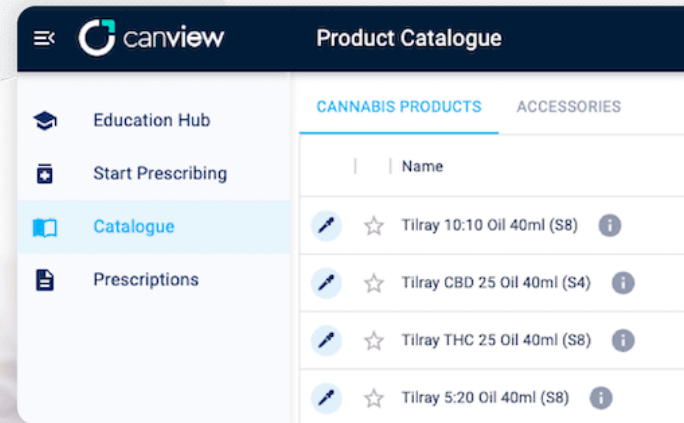 canview
Product Catalogue
Education Hub
Start Prescribing
Catalogue
Prescriptions
CANNABIS PRODUCTS
ACCESSORIES
Name
Tilray 10:10 Oil 40ml (S8)
Tilray CBD 25 Oil 40ml (S4)
Tilray THC 25 Oil 40ml (S8)
Tilray 5:20 Oil 40ml (S8)